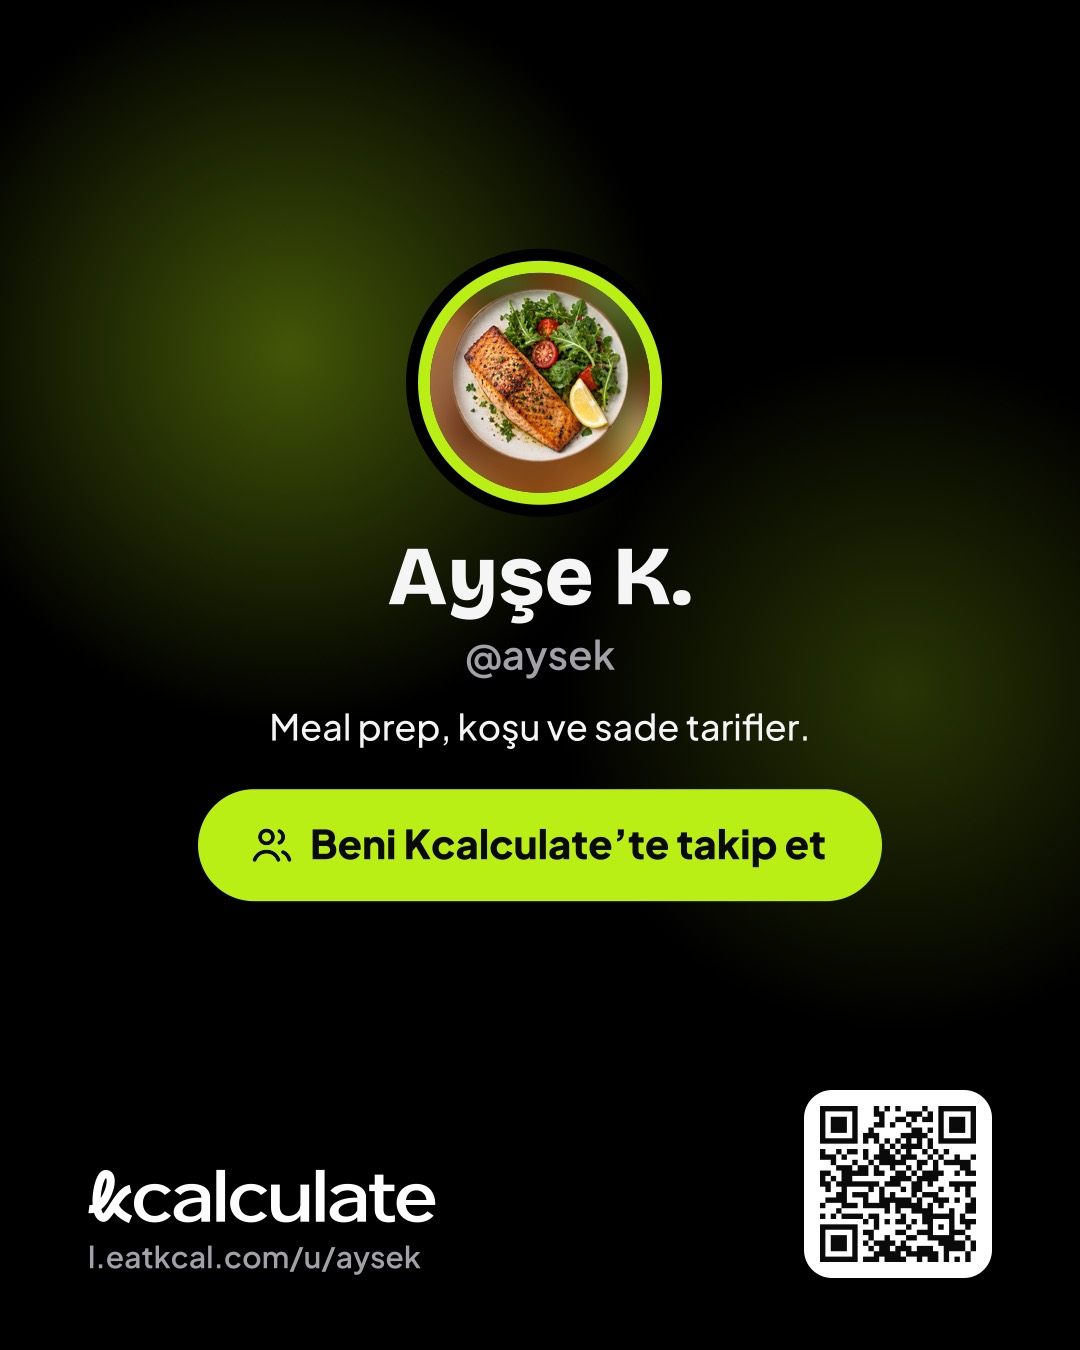 Ayşe K.
@aysek
Meal prep, koşu ve sade tarifler.
Beni Kcalculate’te takip et
kcalculate
l.eatkcal.com/u/aysek